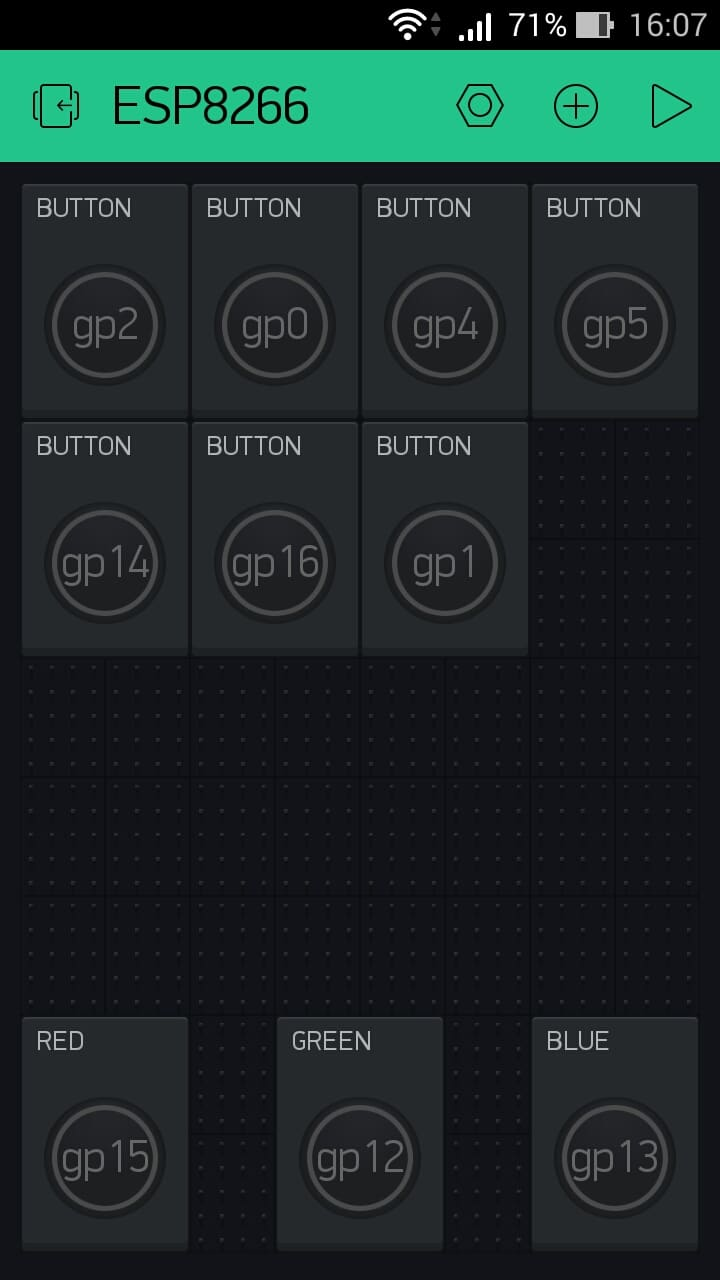 71% 16:07
ESP8266
BUTTON BUTTON BUTTON BUTTON
gp2 gp0 gp4 gp5
BUTTON BUTTON BUTTON
gp14 gp16 gp1
RED GREEN BLUE
gp15 gp12 gp13